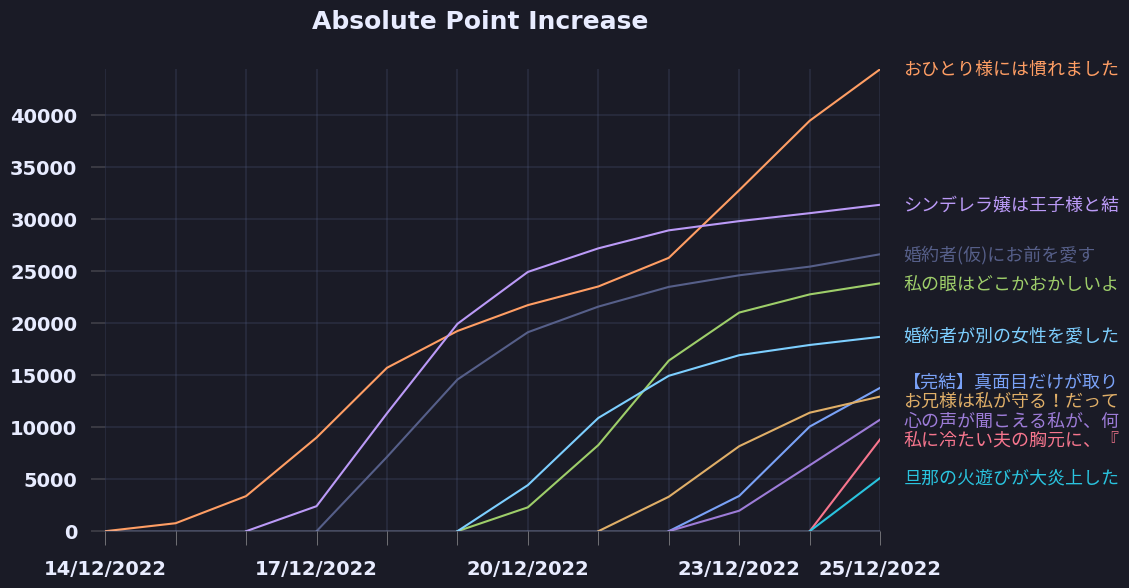 Absolute Point Increase
おひとり様には慣れました
40000
35000
シンデレラ嬢は王子様と結
30000
婚約者(仮)にお前を愛す
25000
私の眼はどこかおかしいよ
20000
婚約者が別の女性を愛した
15000
【完結】真面目だけが取り
お兄様は私が守る！だって
10000
心の声が聞こえる私が、何
私に冷たい夫の胸元に、『
5000
旦那の火遊びが大炎上した
0
14/12/2022 17/12/2022 20/12/2022 23/12/2022 25/12/2022